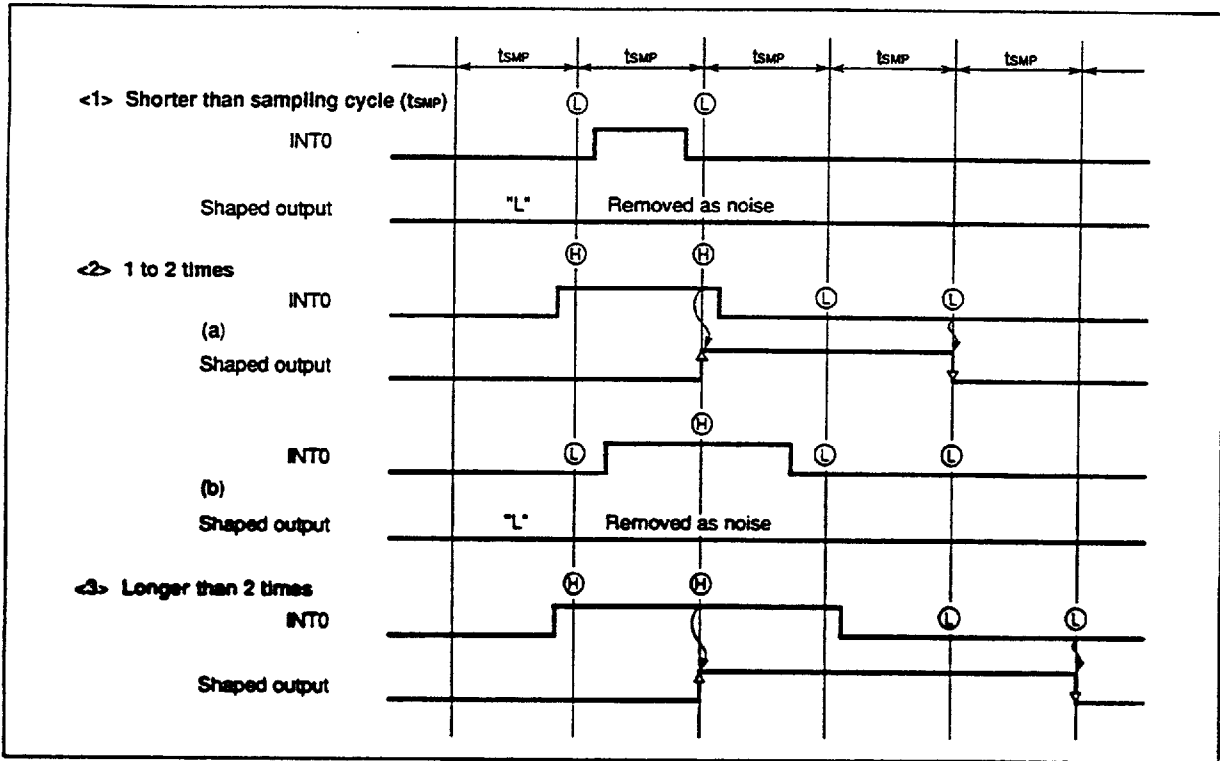 tSMP tSMP tSMP tSMP tSMP
<1> Shorter than sampling cycle (tSMP)
L L
INT0
Shaped output "L" Removed as noise
H H
<2> 1 to 2 times
INT0 L L
(a)
Shaped output
H
INT0 L L L
(b)
Shaped output "L" Removed as noise
<3> Longer than 2 times H H
INT0 L L
Shaped output